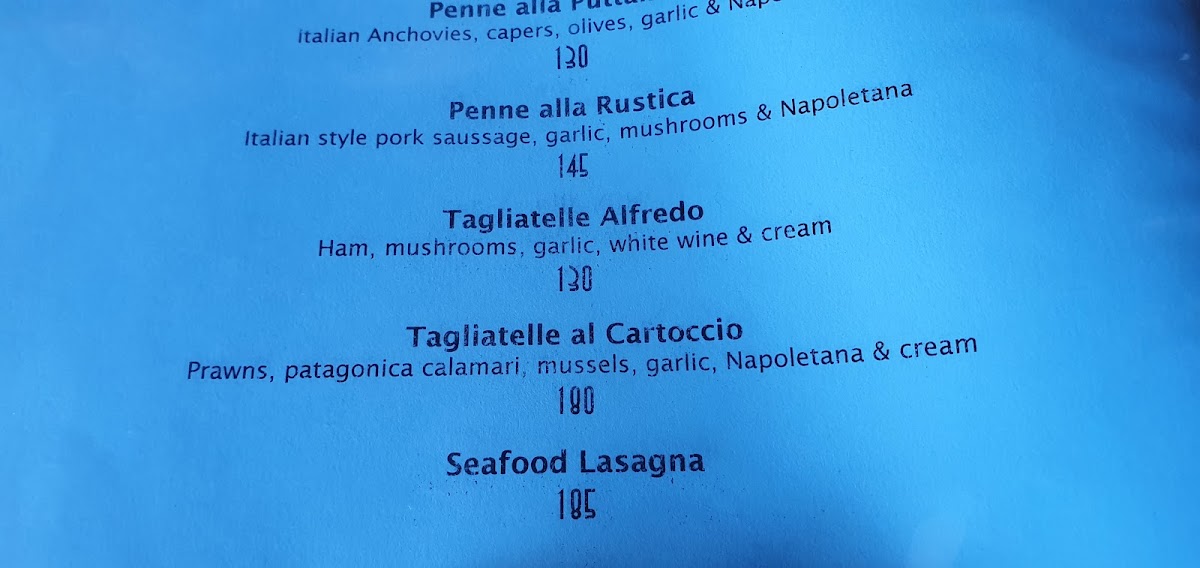 Penne alla
italian Anchovies, capers, olives, garlic &
130
Penne alla Rustica
Italian style pork saussage, garlic, mushrooms & Napoletana
145
Tagliatelle Alfredo
Ham, mushrooms, garlic, white wine & cream
130
Tagliatelle al Cartoccio
Prawns, patagonica calamari, mussels, garlic, Napoletana & cream
180
Seafood Lasagna
185